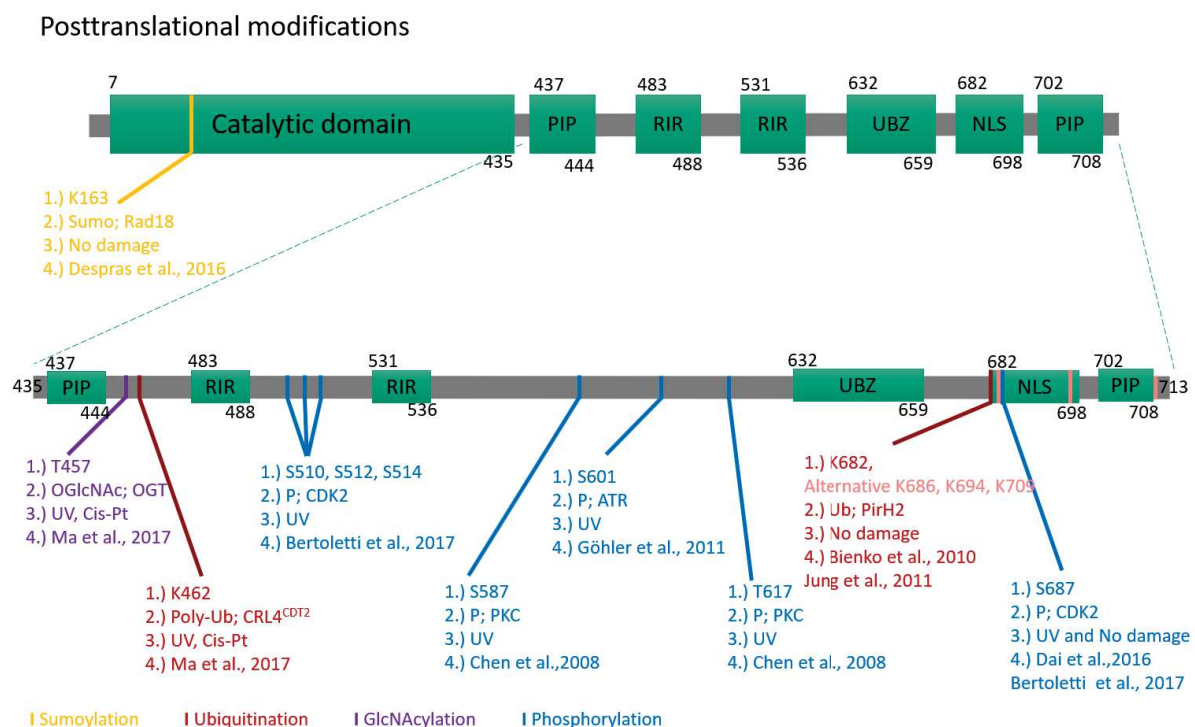 Posttranslational modifications
7
437
483
531
632
682
702
Catalytic domain
PIP
RIR
RIR
UBZ
NLS
PIP
435
444
488
536
659
698
708
1.) K163
2.) Sumo; Rad18
3.) No damage
4.) Despras et al., 2016
437
483
531
632
682
702
435
PIP
RIR
RIR
UBZ
NLS
PIP
713
444
488
536
659
698
708
1.) T457
2.) OGlcNAc; OGT
3.) UV, Cis-Pt
4.) Ma et al., 2017
1.) S510, S512, S514
2.) P; CDK2
3.) UV
4.) Bertoletti et al., 2017
1.) S601
2.) P; ATR
3.) UV
4.) Göhler et al., 2011
1.) K682,
Alternative K686, K694, K709
2.) Ub; PirH2
3.) No damage
4.) Bienko et al., 2010
Jung et al., 2011
1.) K462
2.) Poly-Ub; CRL4CDT2
3.) UV, Cis-Pt
4.) Ma et al., 2017
1.) S587
2.) P; PKC
3.) UV
4.) Chen et al.,2008
1.) T617
2.) P; PKC
3.) UV
4.) Chen et al., 2008
1.) S687
2.) P; CDK2
3.) UV and No damage
4.) Dai et al.,2016
Bertoletti et al., 2017
Sumoylation
Ubiquitination
GlcNAcylation
Phosphorylation